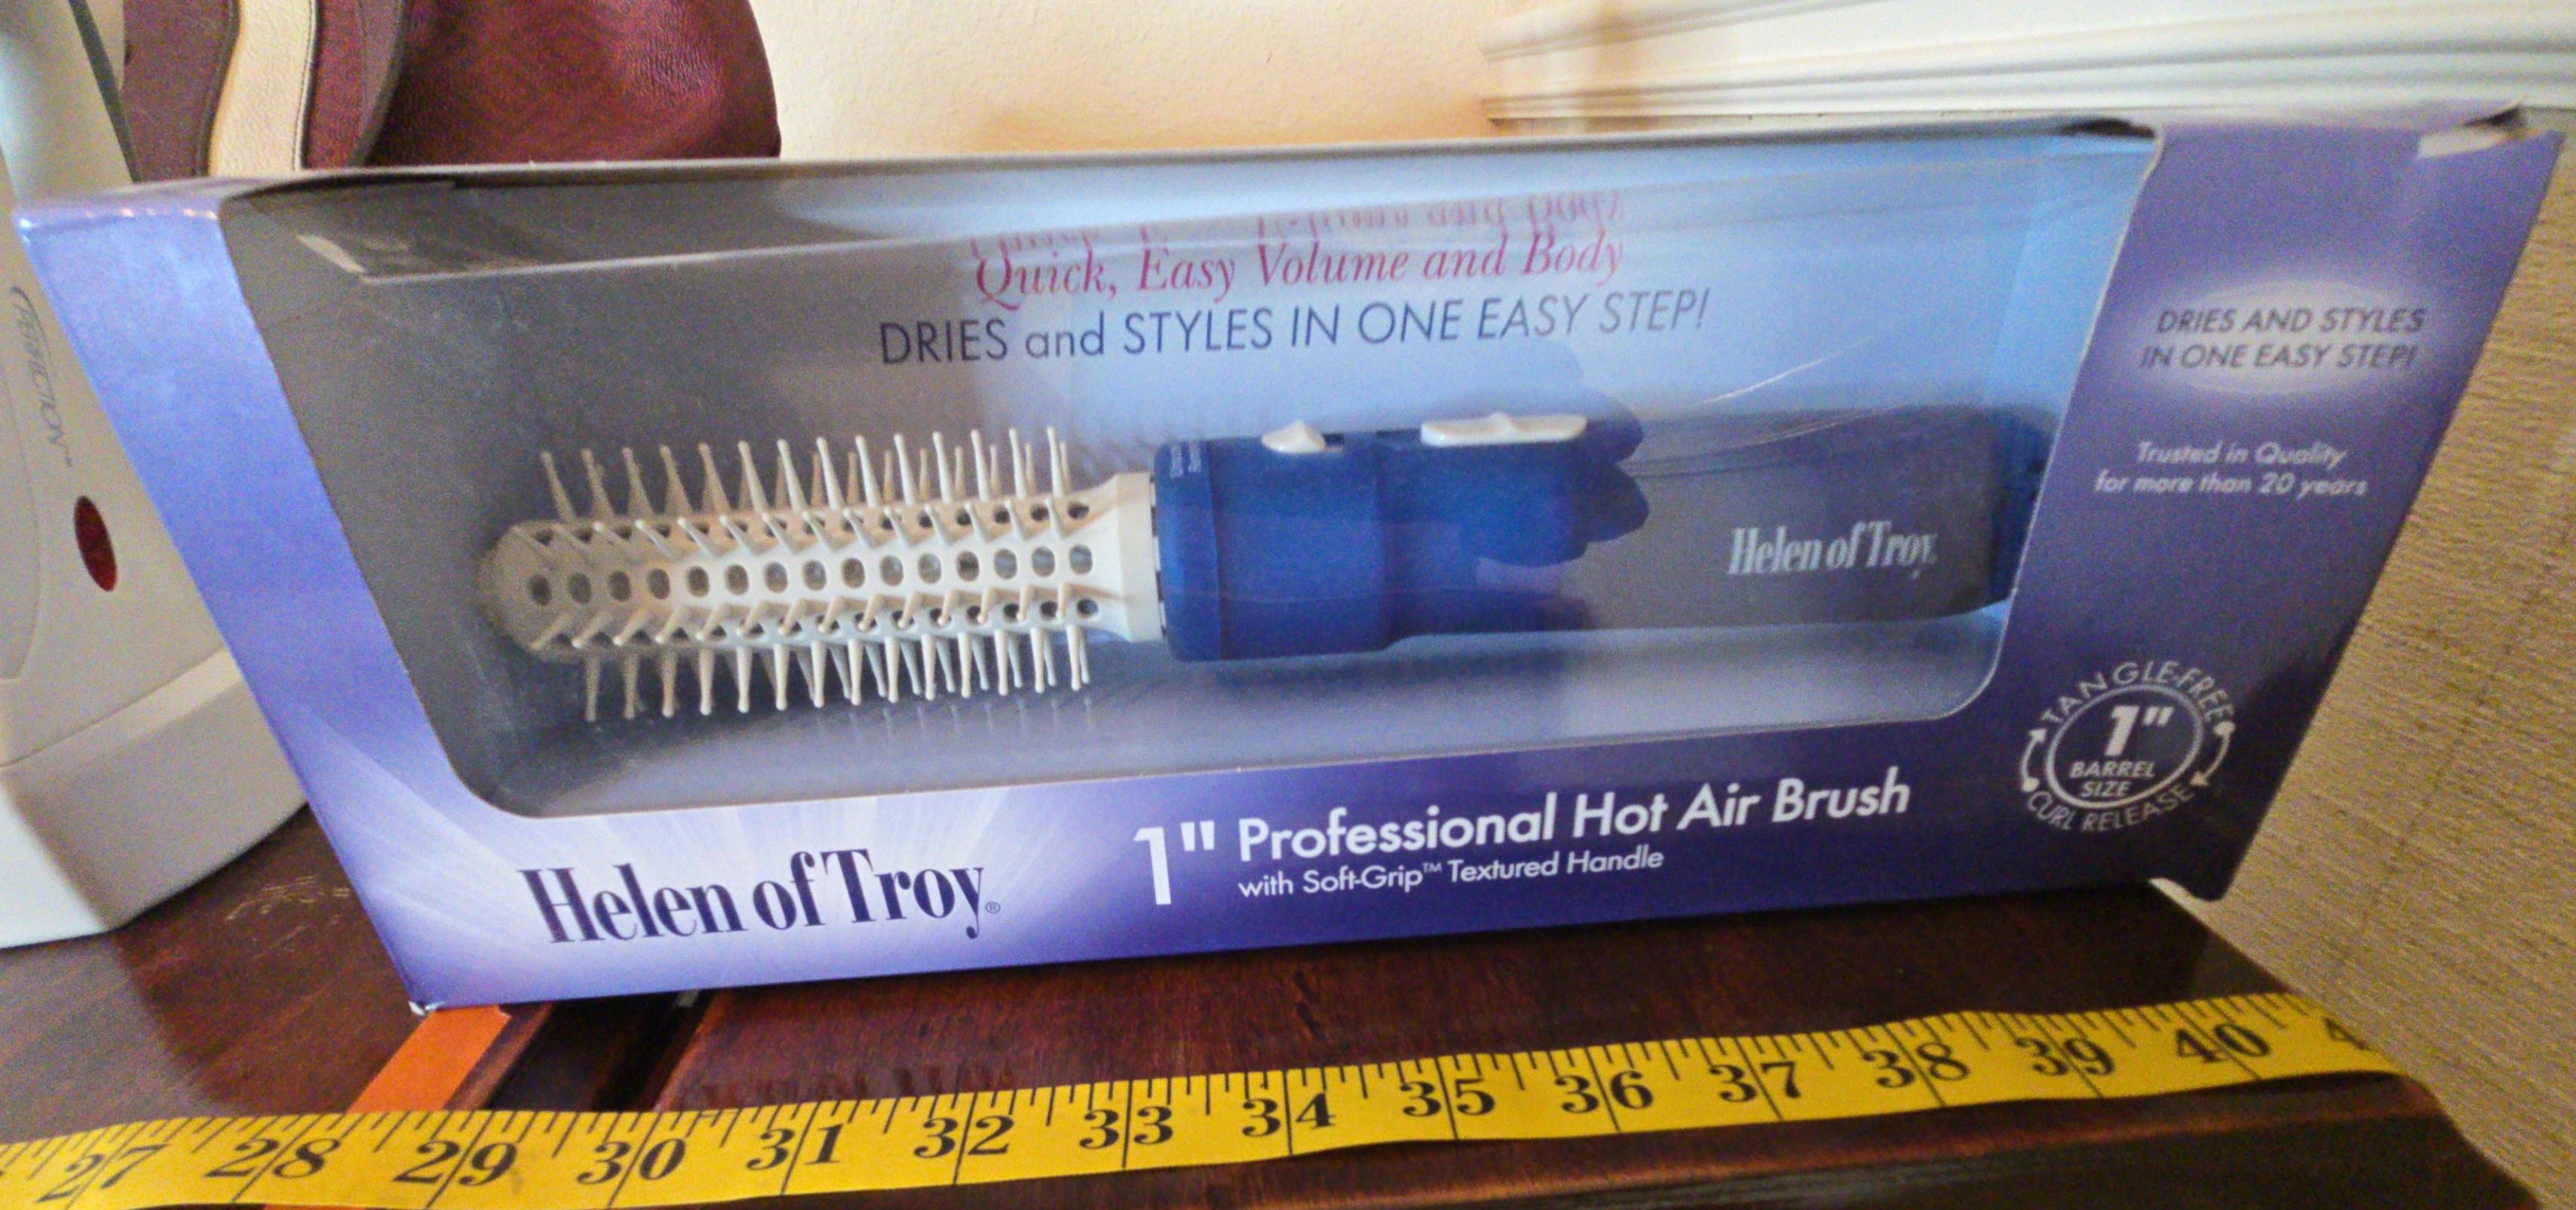 Quick, Easy Volume and Body
DRIES and STYLES IN ONE EASY STEP!
Helen of Troy
DRIES AND STYLES
IN ONE EASY STEP!
Trusted in Quality
for more than 20 years
TANGLE-FREE
1"
BARREL
SIZE
CURL RELEASE
Helen of Troy®
1" Professional Hot Air Brush
with Soft-Grip™ Textured Handle
27 28 29 30 31 32 33 34 35 36 37 38 39 40